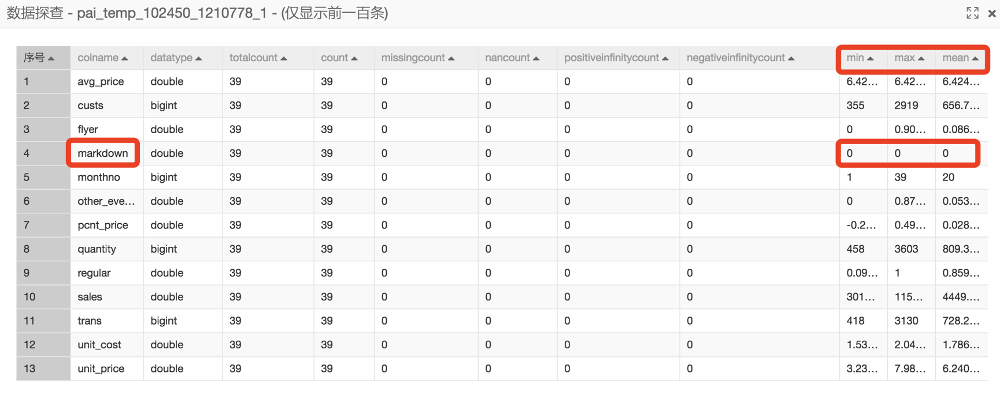 数据探查 - pai_temp_102450_1210778_1 - (仅显示前一百条)
序号 colname datatype totalcount count missingcount nancount positiveinfinitycount negativeinfinitycount min max mean
1 avg_price double 39 39 0 0 0 0 6.42... 6.42... 6.424...
2 custs bigint 39 39 0 0 0 0 355 2919 656.7...
3 flyer double 39 39 0 0 0 0 0 0.90... 0.086...
4 markdown double 39 39 0 0 0 0 0 0 0
5 monthno bigint 39 39 0 0 0 0 1 39 20
6 other_eve... double 39 39 0 0 0 0 0 0.87... 0.053...
7 pcnt_price double 39 39 0 0 0 0 -0.2... 0.49... 0.028...
8 quantity bigint 39 39 0 0 0 0 458 3603 809.3...
9 regular double 39 39 0 0 0 0 0.09... 1 0.859...
10 sales double 39 39 0 0 0 0 301... 115... 4449....
11 trans bigint 39 39 0 0 0 0 418 3130 728.2...
12 unit_cost double 39 39 0 0 0 0 1.53... 2.04... 1.786...
13 unit_price double 39 39 0 0 0 0 3.23... 7.98... 6.240...